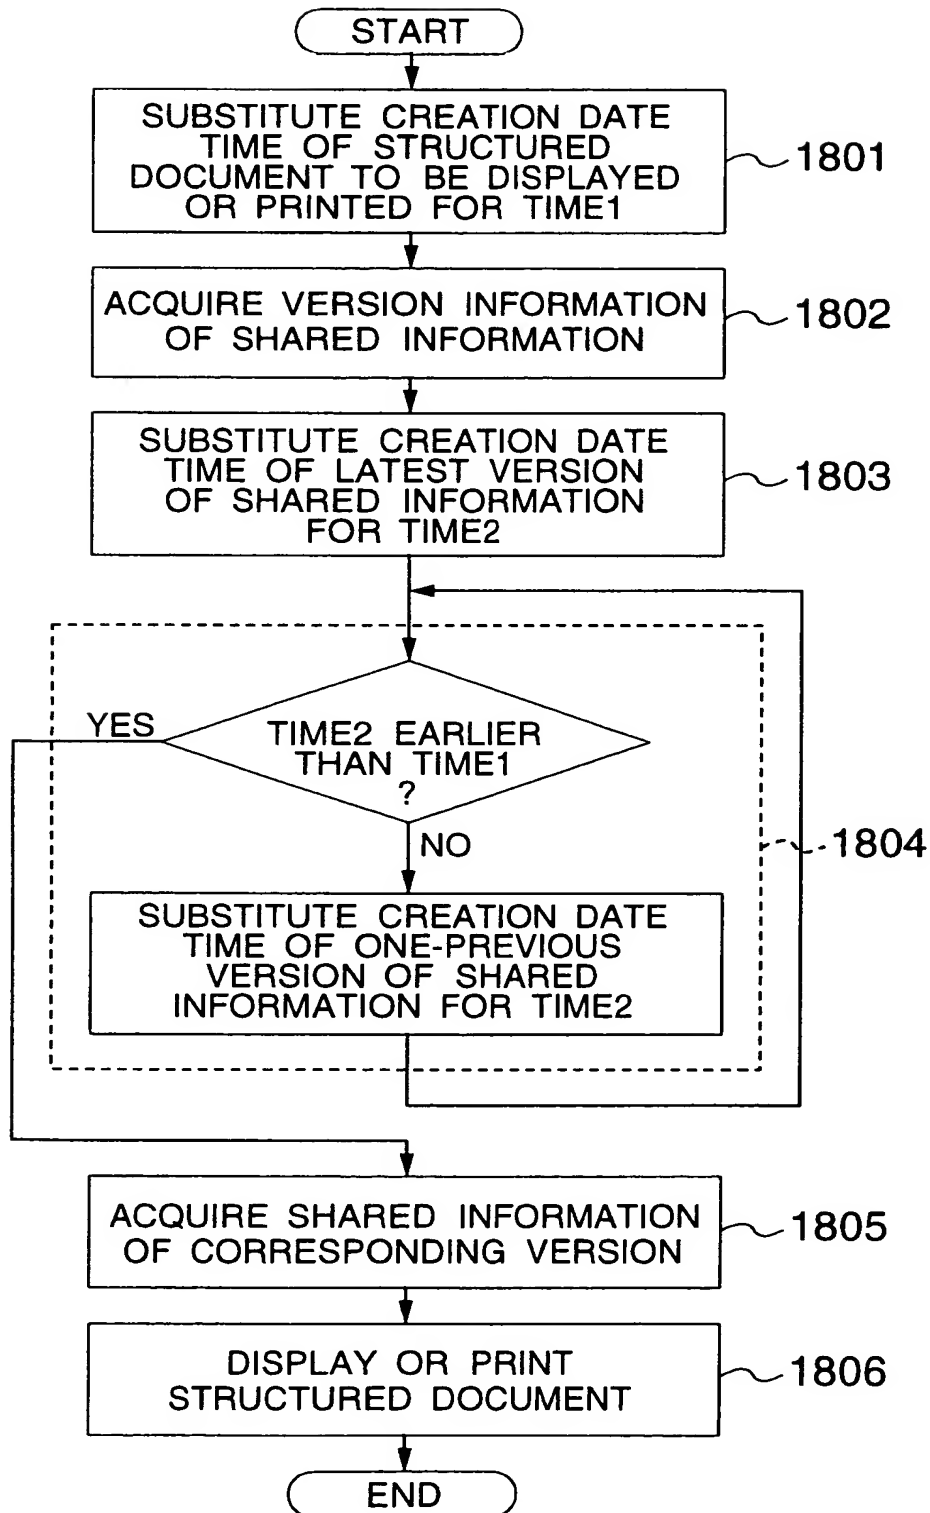 START
SUBSTITUTE CREATION DATE
TIME OF STRUCTURED
DOCUMENT TO BE DISPLAYED
OR PRINTED FOR TIME1
1801
ACQUIRE VERSION INFORMATION
OF SHARED INFORMATION
1802
SUBSTITUTE CREATION DATE
TIME OF LATEST VERSION
OF SHARED INFORMATION
FOR TIME2
1803
YES
TIME2 EARLIER
THAN TIME1
?
NO
1804
SUBSTITUTE CREATION DATE
TIME OF ONE-PREVIOUS
VERSION OF SHARED
INFORMATION FOR TIME2
ACQUIRE SHARED INFORMATION
OF CORRESPONDING VERSION
1805
DISPLAY OR PRINT
STRUCTURED DOCUMENT
1806
END